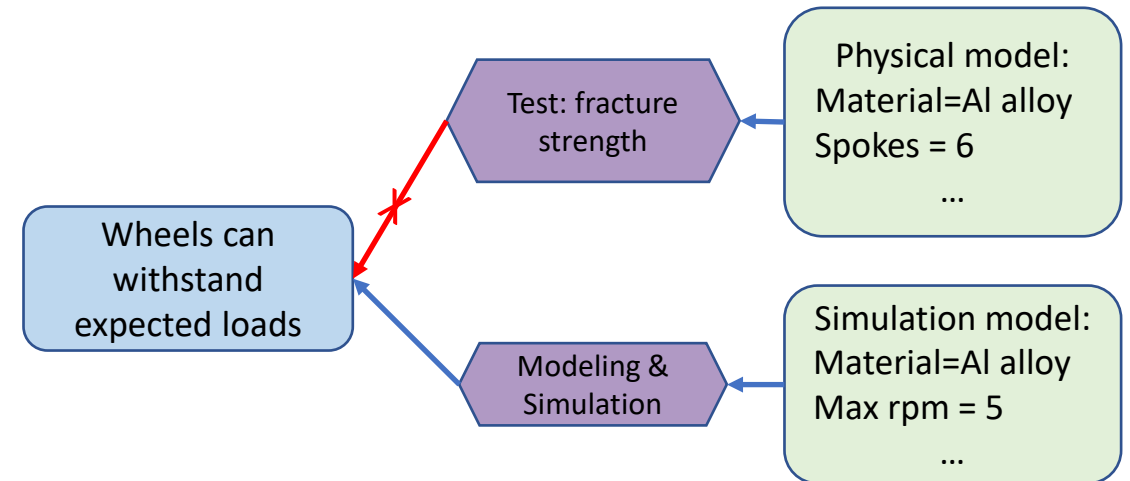 Physical model:
Material=Al alloy
Spokes = 6
...
Test: fracture
strength
Wheels can
withstand
expected loads
Modeling &
Simulation
Simulation model:
Material=Al alloy
Max rpm = 5
...